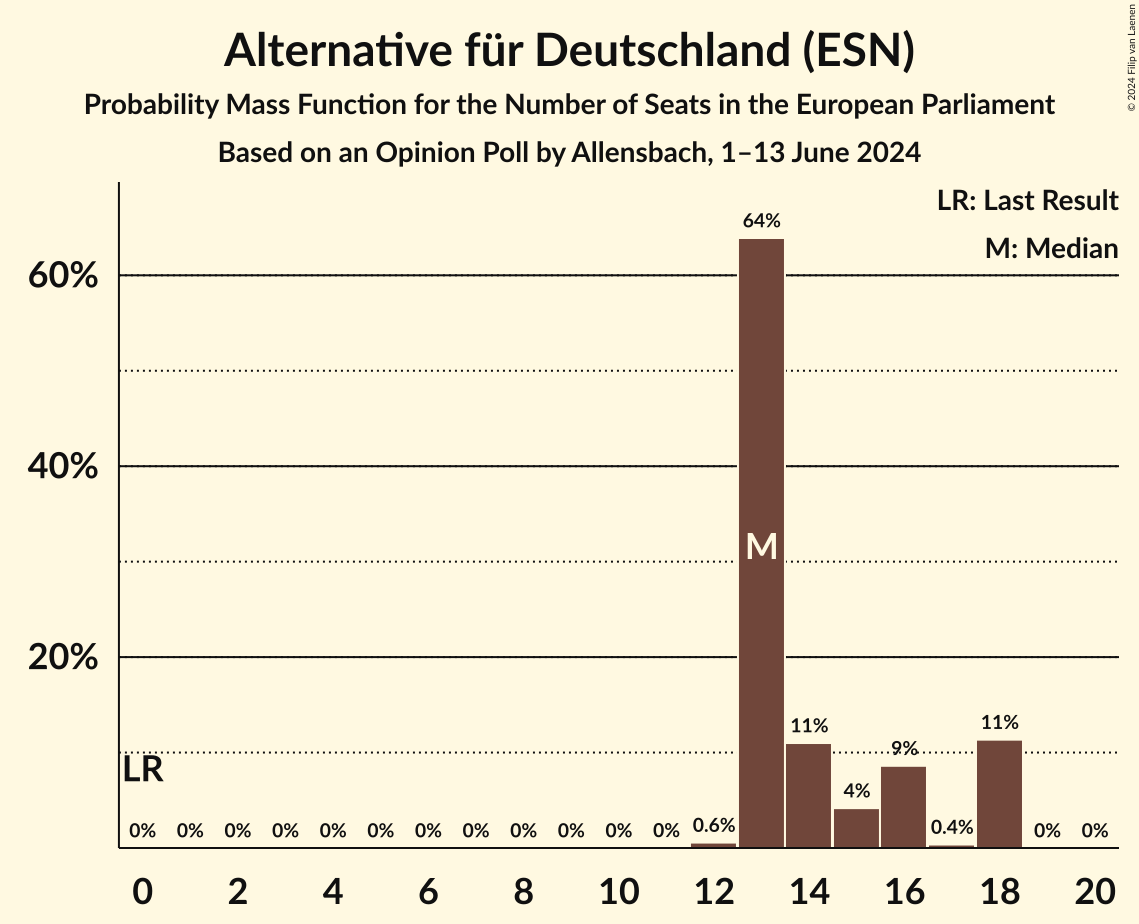 Alternative für Deutschland (ESN)
Probability Mass Function for the Number of Seats in the European Parliament
Based on an Opinion Poll by Allensbach, 1–13 June 2024
© 2024 Filip van Laenen
LR: Last Result
M: Median
60%
40%
20%
LR
M
0% 0% 0% 0% 0% 0% 0% 0% 0% 0% 0% 0% 0.6% 64% 11% 4% 9% 0.4% 11% 0% 0%
0 2 4 6 8 10 12 14 16 18 20